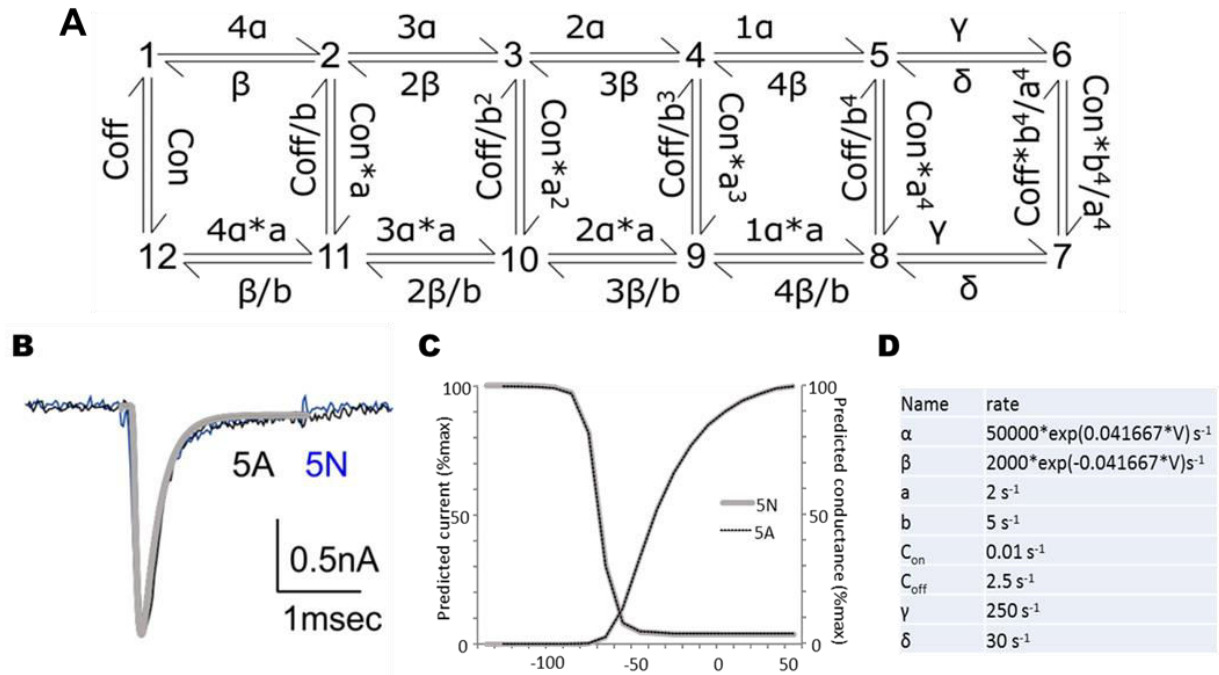 A
4α 3α 2α 1α γ
1 2 3 4 5 6
β 2β 3β 4β δ
Coff Con Coff/b Con*a Coff/b² Con*a² Coff/b³ Con*a³ Coff/b⁴ Con*a⁴ Coff*b⁴/a⁴ Con*b⁴/a⁴
4α*a 3α*a 2α*a 1α*a γ
12 11 10 9 8 7
β/b 2β/b 3β/b 4β/b δ
B
5A 5N
0.5nA
1msec
C
Predicted current (%max)
100
50
0
-100 -50 0 50
100
50
0
Predicted conductance (%max)
5N
5A
D
Name rate
α 50000*exp(0.041667*V) s⁻¹
β 2000*exp(-0.041667*V)s⁻¹
a 2 s⁻¹
b 5 s⁻¹
Con 0.01 s⁻¹
Coff 2.5 s⁻¹
γ 250 s⁻¹
δ 30 s⁻¹